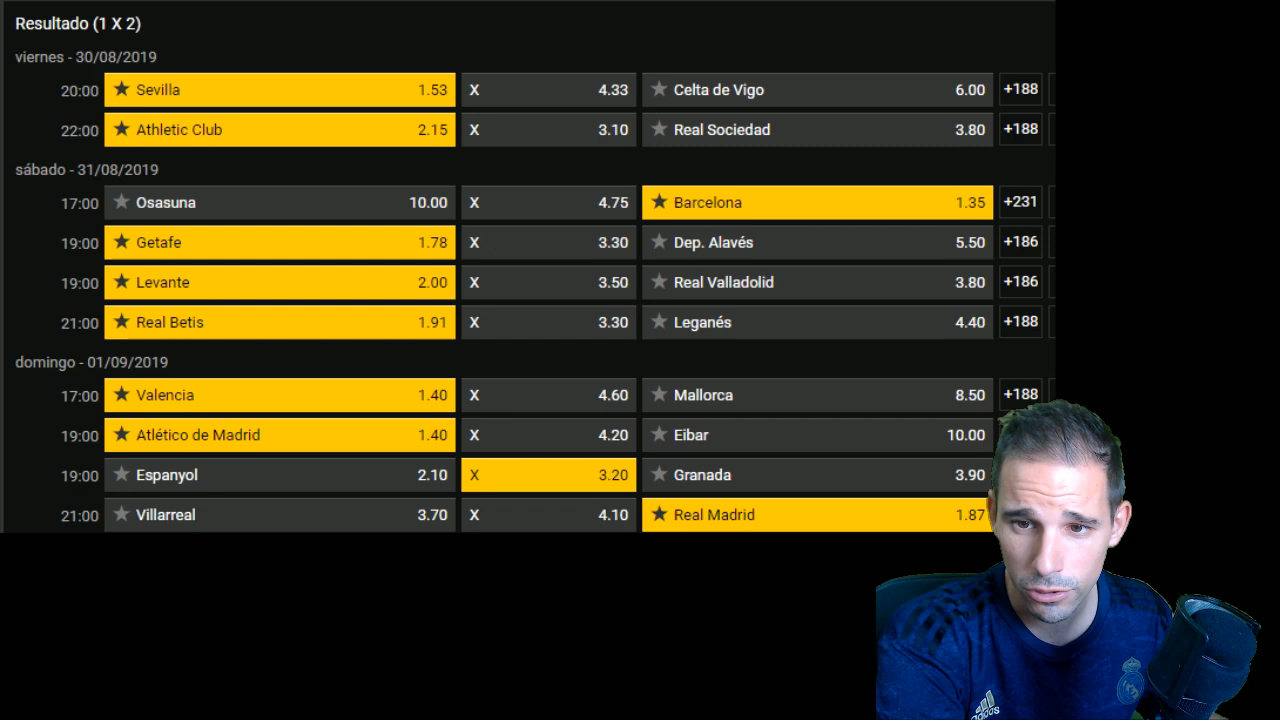 Resultado (1 X 2)
viernes - 30/08/2019
20:00 Sevilla 1.53 X 4.33 Celta de Vigo 6.00 +188
22:00 Athletic Club 2.15 X 3.10 Real Sociedad 3.80 +188
sábado - 31/08/2019
17:00 Osasuna 10.00 X 4.75 Barcelona 1.35 +231
19:00 Getafe 1.78 X 3.30 Dep. Alavés 5.50 +186
19:00 Levante 2.00 X 3.50 Real Valladolid 3.80 +186
21:00 Real Betis 1.91 X 3.30 Leganés 4.40 +188
domingo - 01/09/2019
17:00 Valencia 1.40 X 4.60 Mallorca 8.50 +188
19:00 Atlético de Madrid 1.40 X 4.20 Eibar 10.00
19:00 Espanyol 2.10 X 3.20 Granada 3.90
21:00 Villarreal 3.70 X 4.10 Real Madrid 1.87
adidas